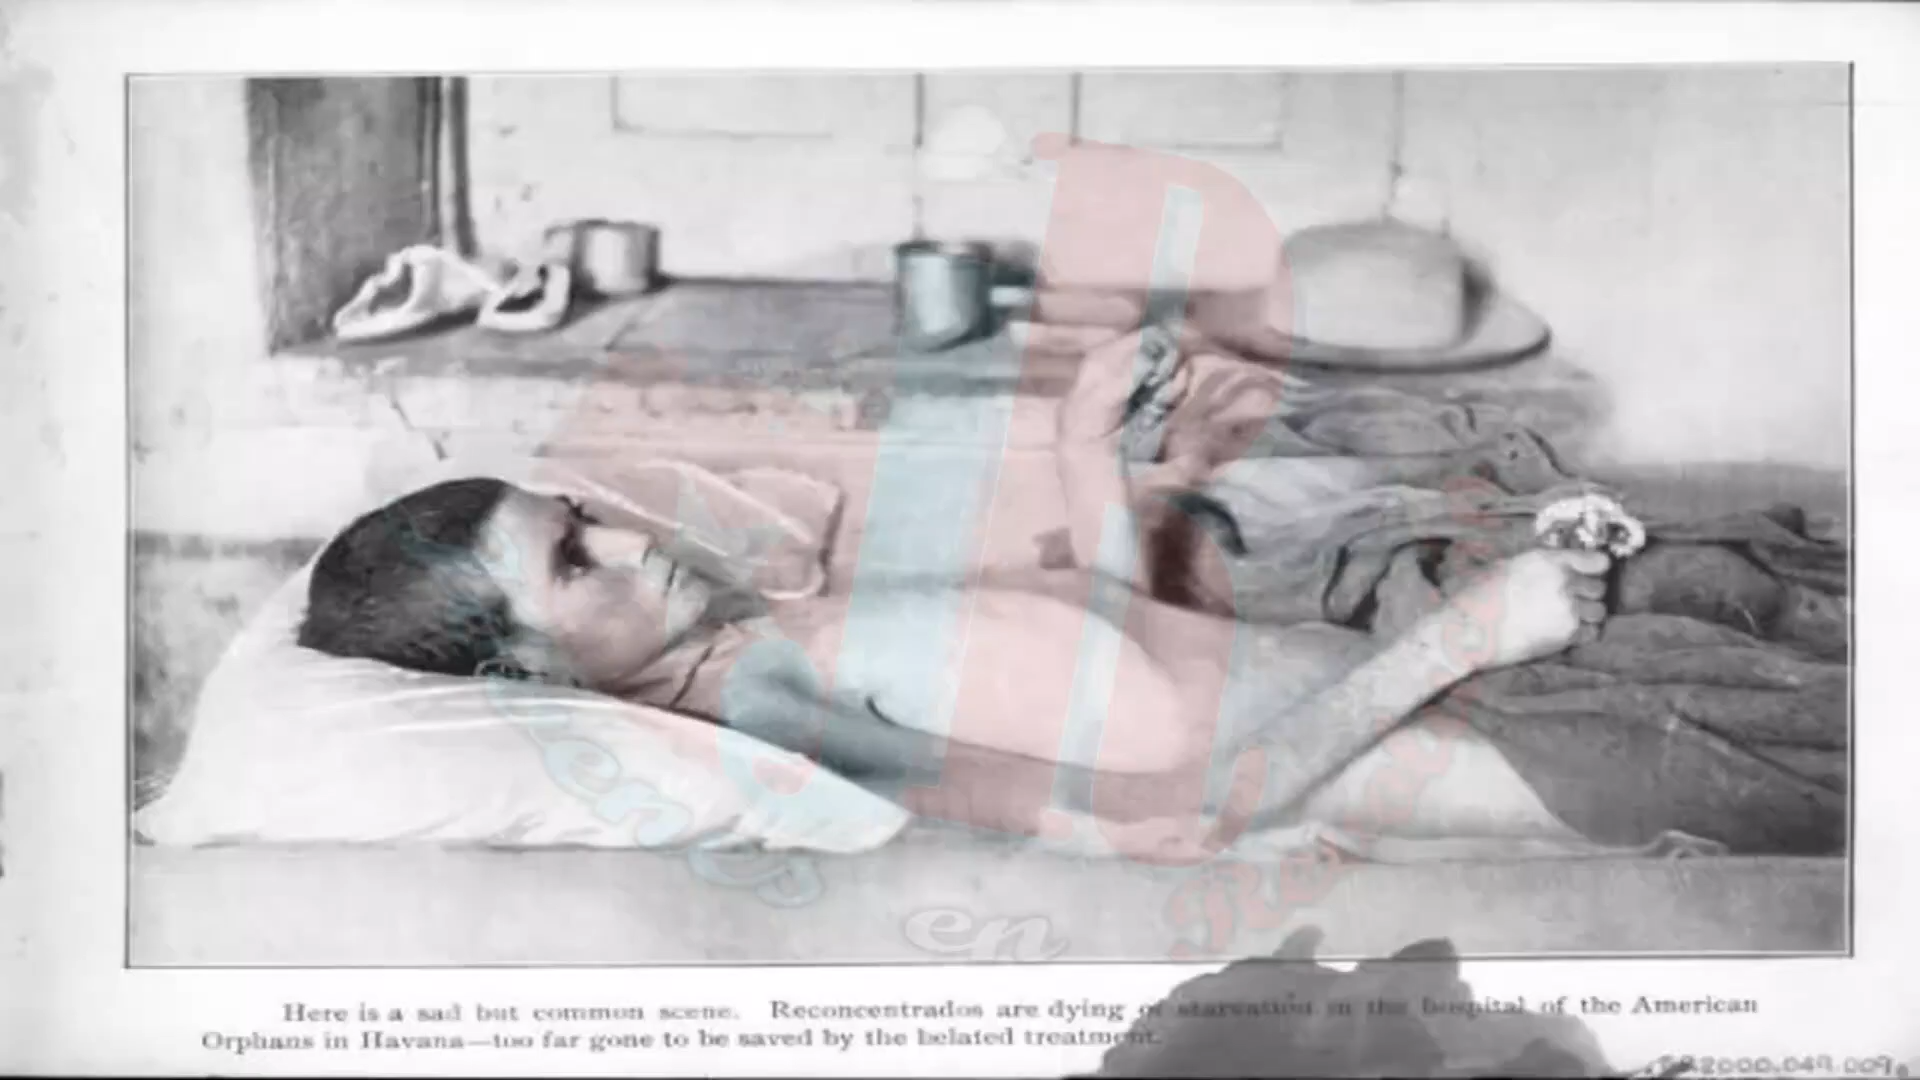 Here is a sad but common scene. Reconcentrados are dying of starvation in the hospital of the American
Orphans in Havana—too far gone to be saved by the belated treatment.
en